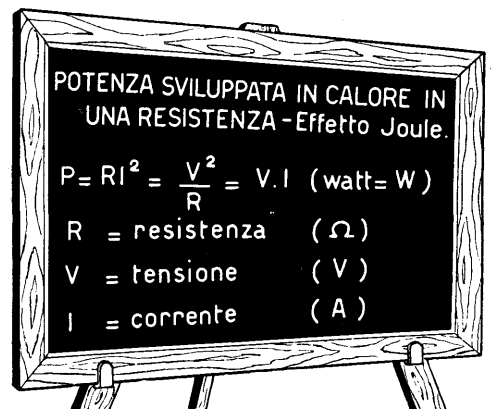 POTENZA SVILUPPATA IN CALORE IN
UNA RESISTENZA - Effetto Joule.
P = RI² = V²/R = V.I (watt = W)
R = resistenza (Ω)
V = tensione (V)
I = corrente (A)